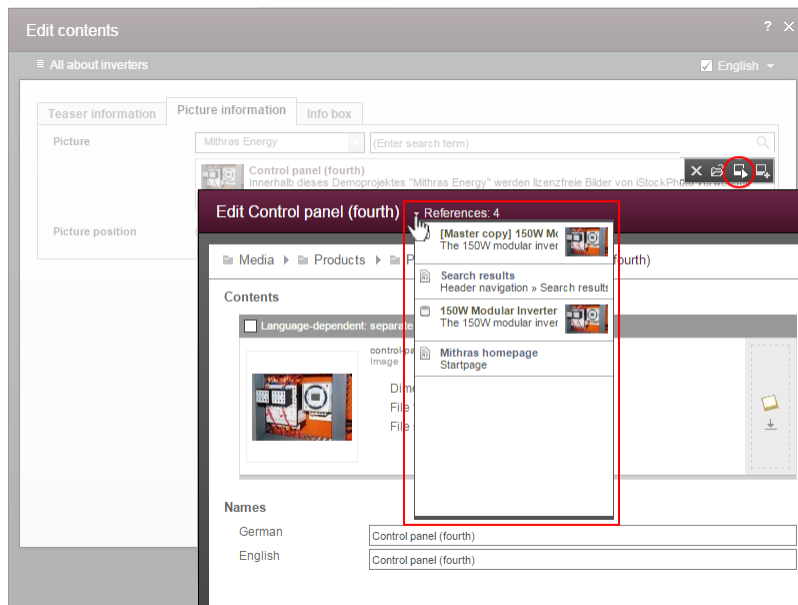 Edit contents
?
All about inverters
English
Teaser information
Picture information
Info box
Picture
Mithras Energy
(Enter search term)
Control panel (fourth)
Innerhalb dieses Demoprojektes "Mithras Energy" werden lizenzfreie Bilder von iStockPhoto
Picture position
Edit Control panel (fourth)
References: 4
[Master copy] 150W Mo
The 150W modular inver
Search results
Header navigation » Search results
150W Modular Inverter
The 150W modular inver
Mithras homepage
Startpage
Media
Products
P
fourth)
Contents
Language-dependent: separate
control-pa
Image
Dime
File
File
Names
German
Control panel (fourth)
English
Control panel (fourth)